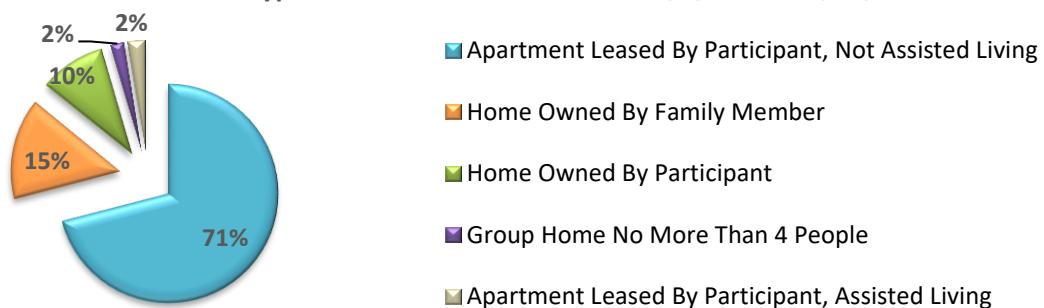 2%
2%
10%
15%
71%
Apartment Leased By Participant, Not Assisted Living
Home Owned By Family Member
Home Owned By Participant
Group Home No More Than 4 People
Apartment Leased By Participant, Assisted Living